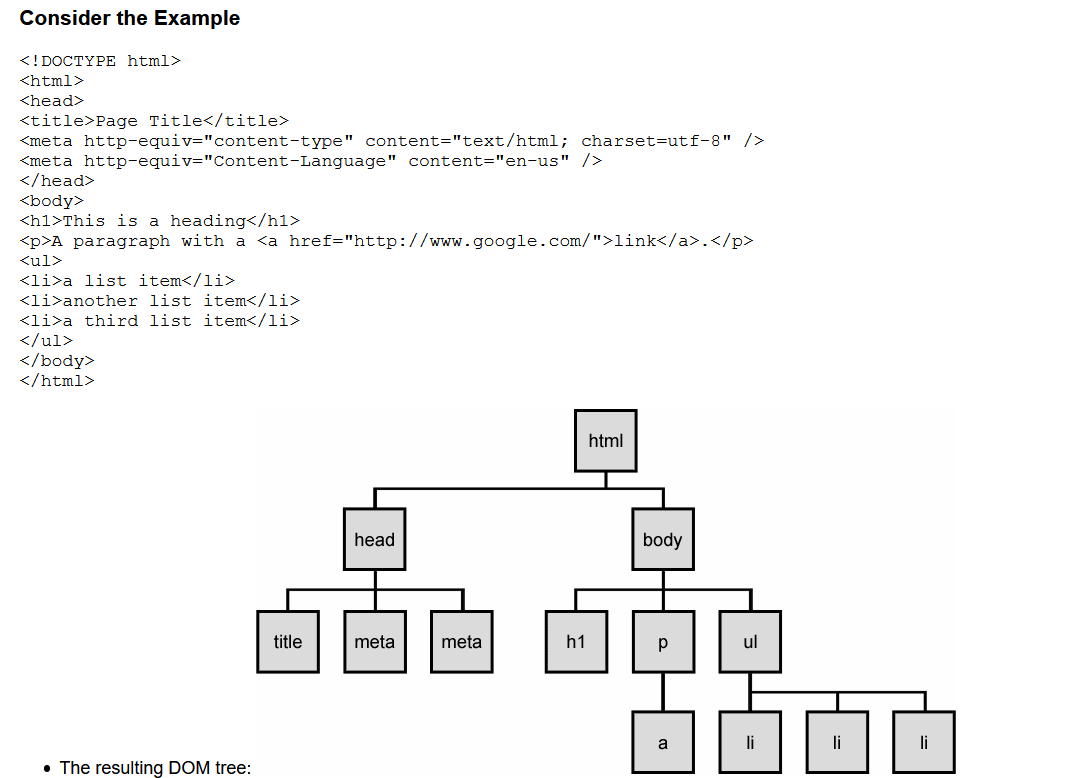 Consider the Example
<!DOCTYPE html>
<html>
<head>
<title>Page Title</title>
<meta http-equiv="content-type" content="text/html; charset=utf-8" />
<meta http-equiv="Content-Language" content="en-us" />
</head>
<body>
<h1>This is a heading</h1>
<p>A paragraph with a <a href="http://www.google.com/">link</a>.</p>
<ul>
<li>a list item</li>
<li>another list item</li>
<li>a third list item</li>
</ul>
</body>
</html>
html
head body
title meta meta h1 p ul
a li li li
• The resulting DOM tree: